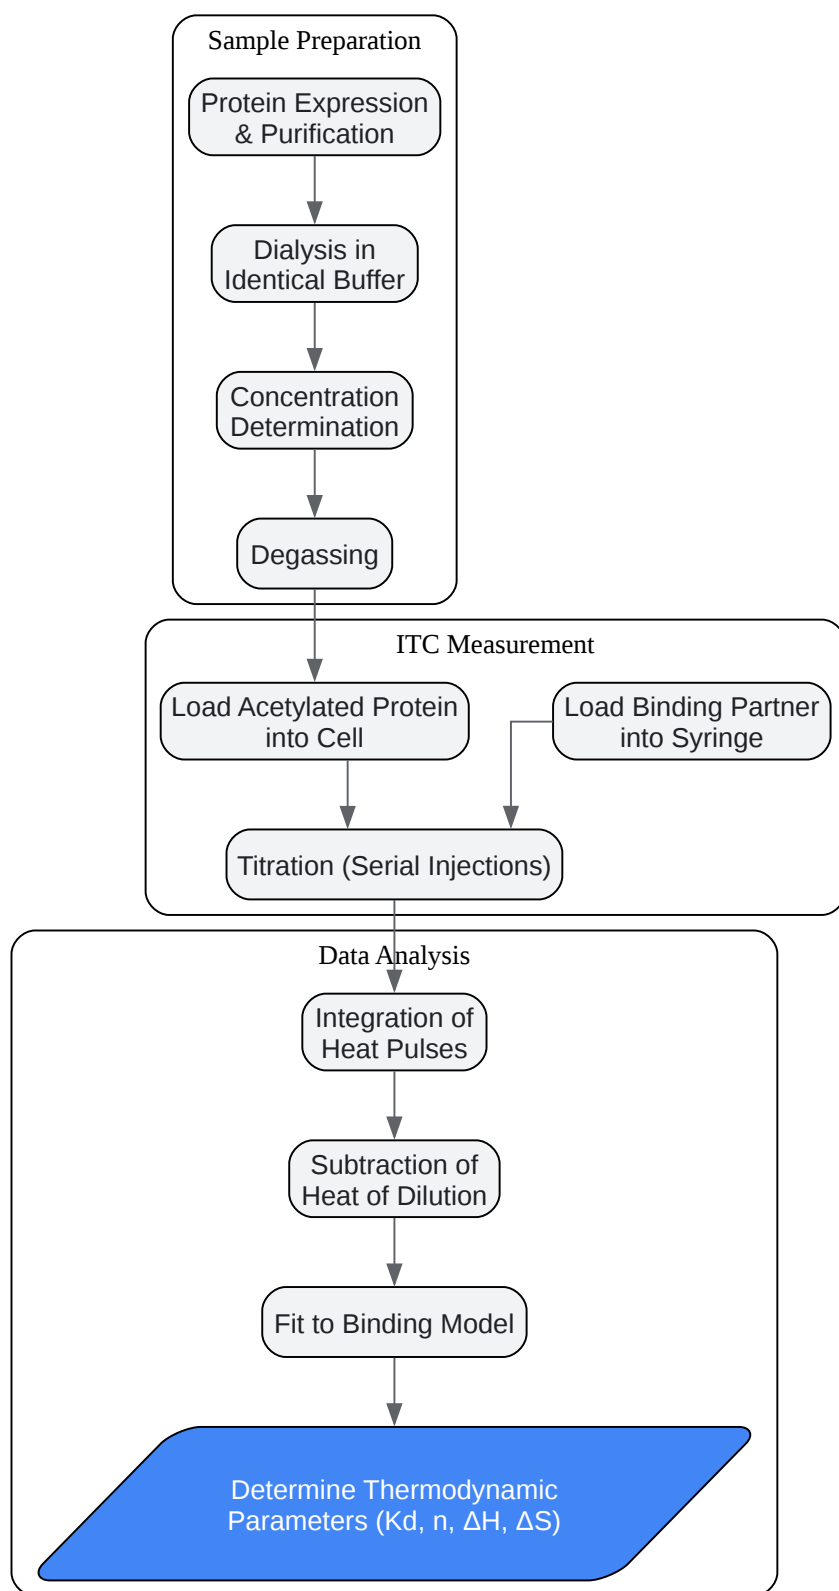 Sample Preparation
Protein Expression
& Purification
Dialysis in
Identical Buffer
Concentration
Determination
Degassing
ITC Measurement
Load Acetylated Protein
into Cell
Load Binding Partner
into Syringe
Titration (Serial Injections)
Data Analysis
Integration of
Heat Pulses
Subtraction of
Heat of Dilution
Fit to Binding Model
Determine Thermodynamic
Parameters (Kd, n, ΔH, ΔS)